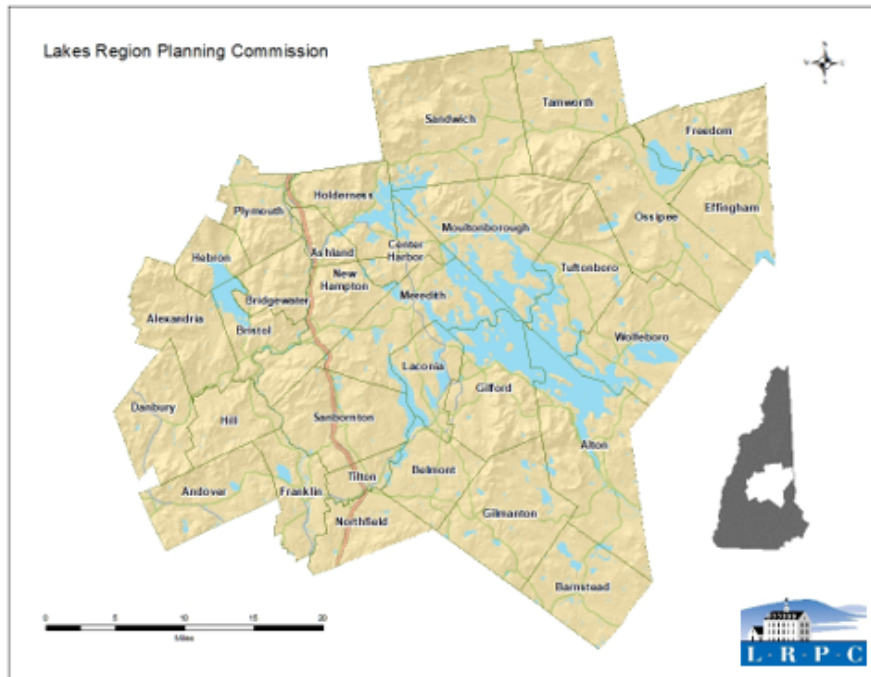 Lakes Region Planning Commission
N
Tamworth
Sandwich
Freedom
Holderness
Plymouth
Effingham
Ossipee
Moultonborough
Ashland
Center
Harbor
Hebron
Tuftonboro
New
Hampton
Meredith
Bridgewater
Alexandria
Bristol
Wolfeboro
Laconia
Gilford
Danbury
Hill
Sanbornton
Alton
Belmont
Tilton
Andover
Franklin
Gilmanton
Northfield
Barnstead
0 5 10 15 20
Miles
L·R·P·C